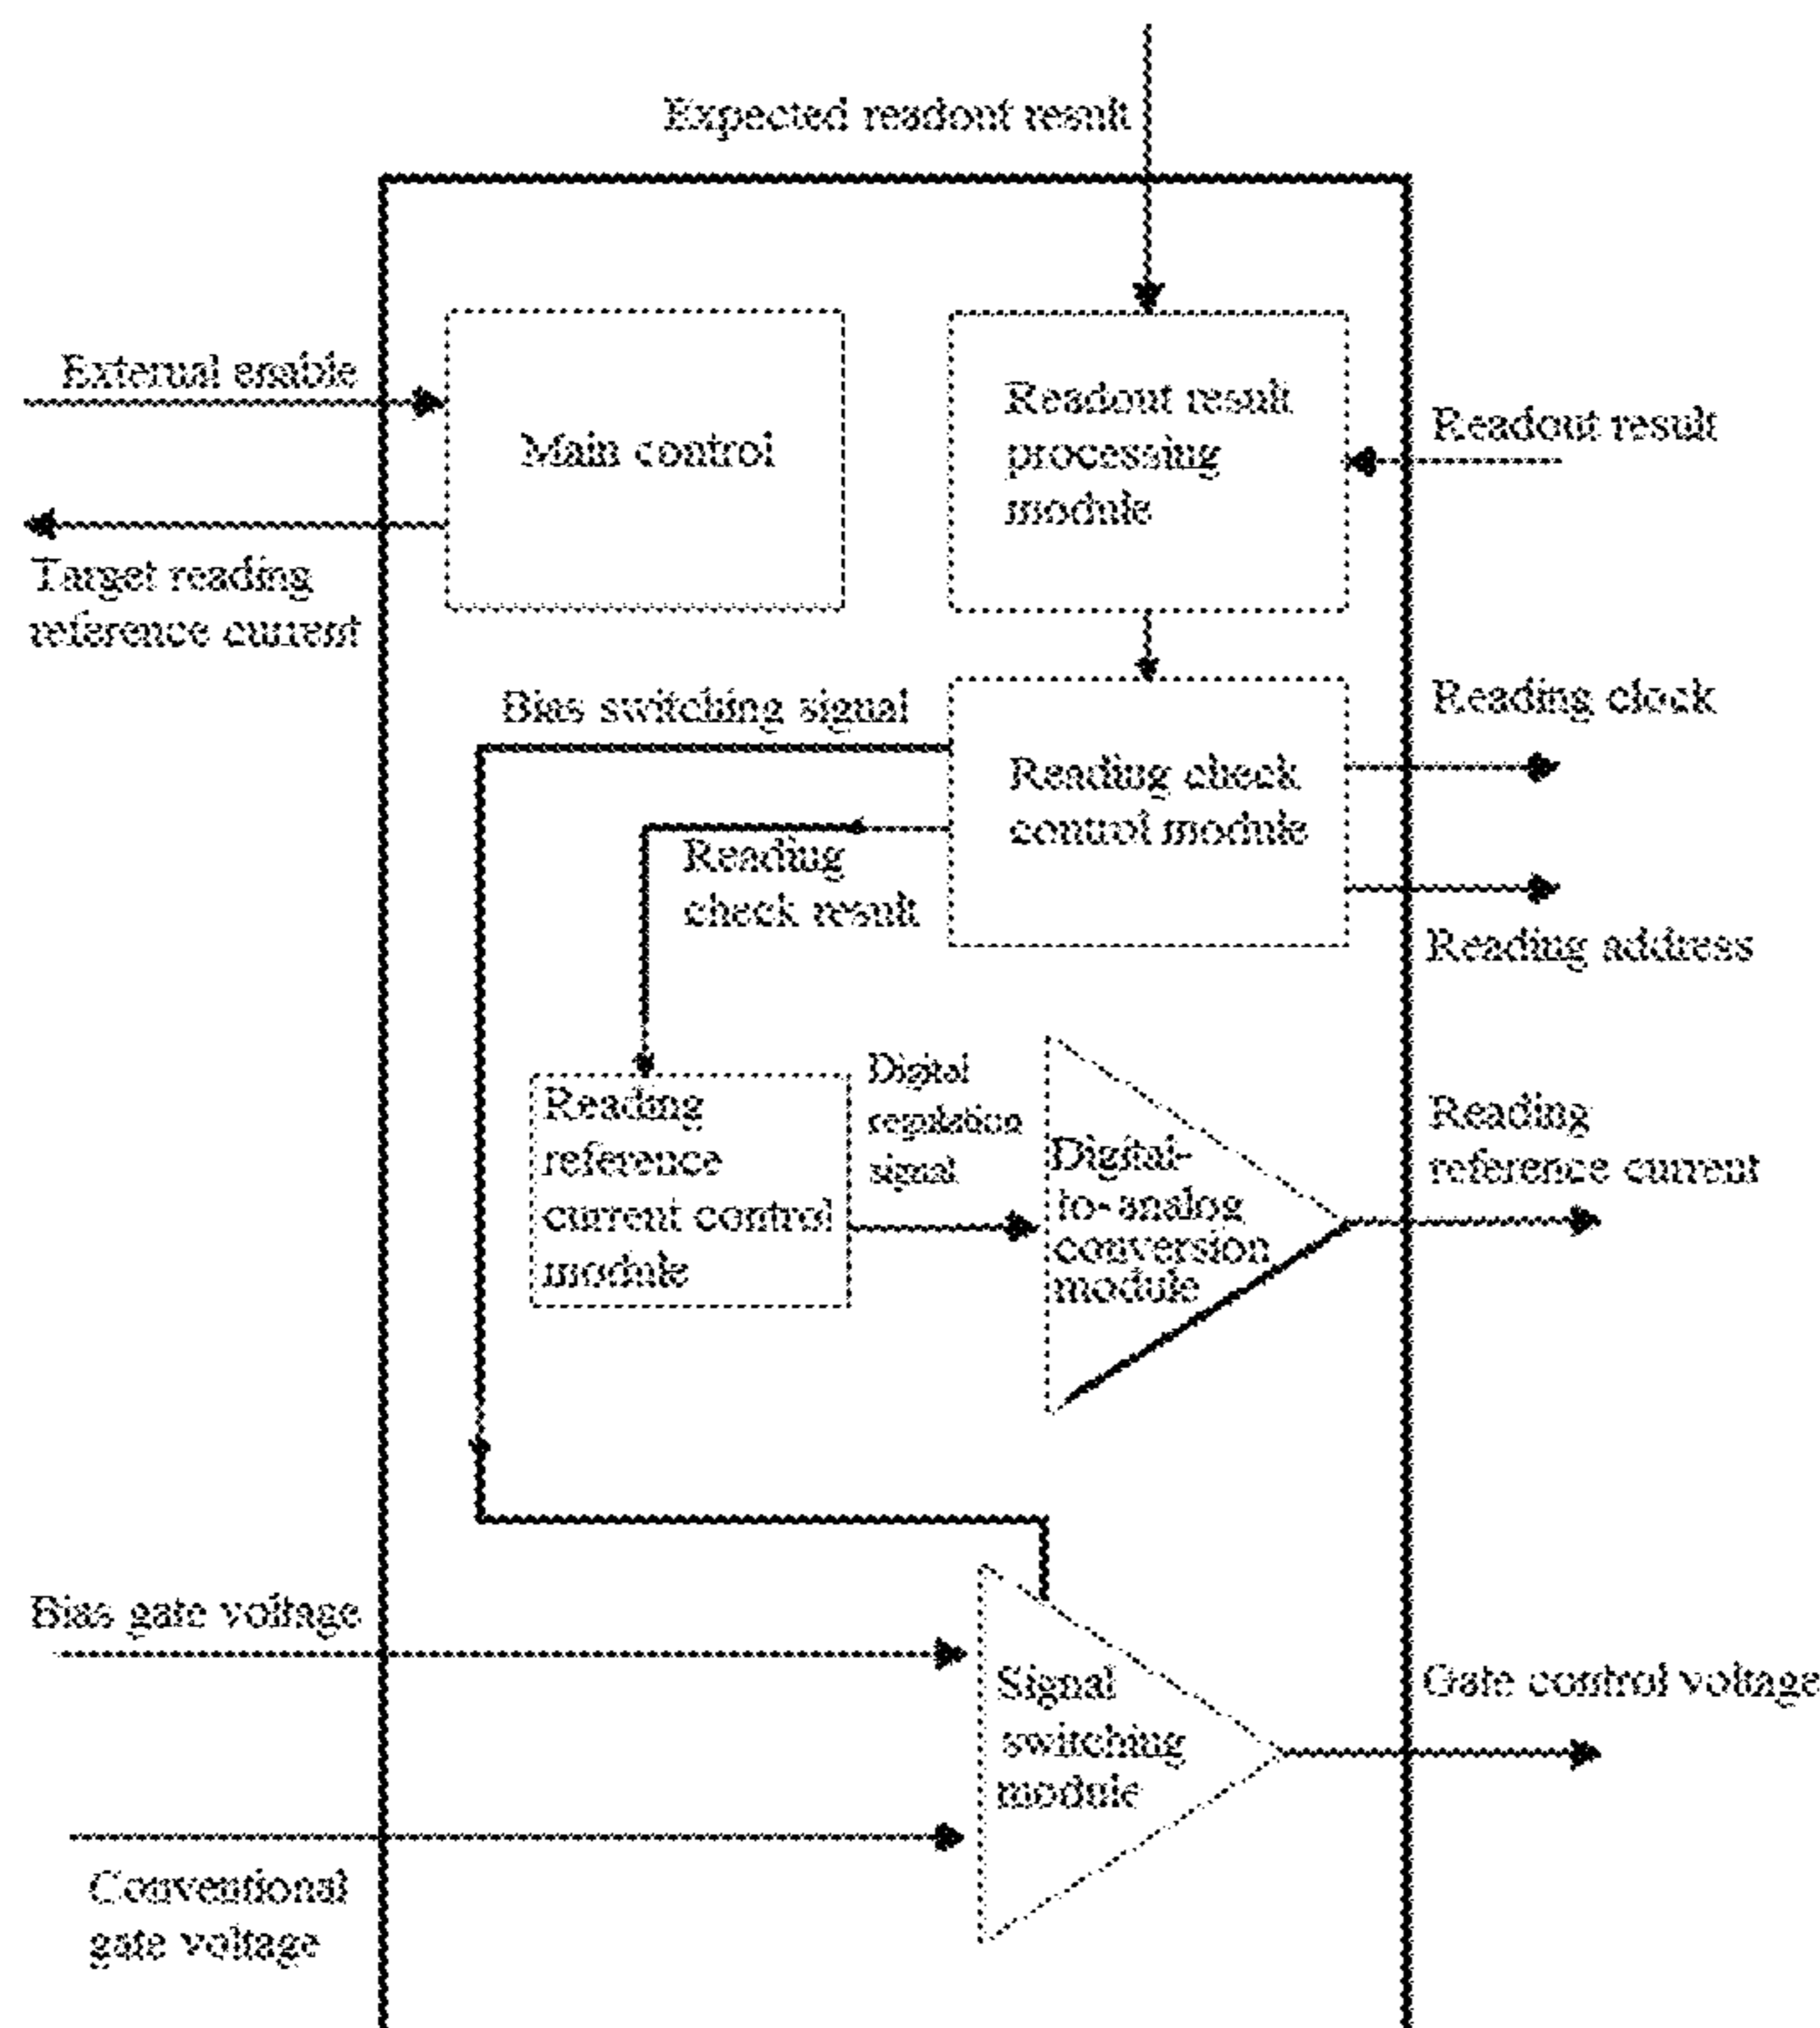 Expected readout result
External enable
Main control
Readout result
processing
module
Readout result
Target reading
reference current
Bias switching signal
Reading clock
Reading check
control module
Reading
check result
Reading address
Digital
regulation
signal
Reading
reference
current control
module
Digital-
to-analog
conversion
module
Reading
reference current
Bias gate voltage
Signal
switching
module
Gate control voltage
Conventional
gate voltage